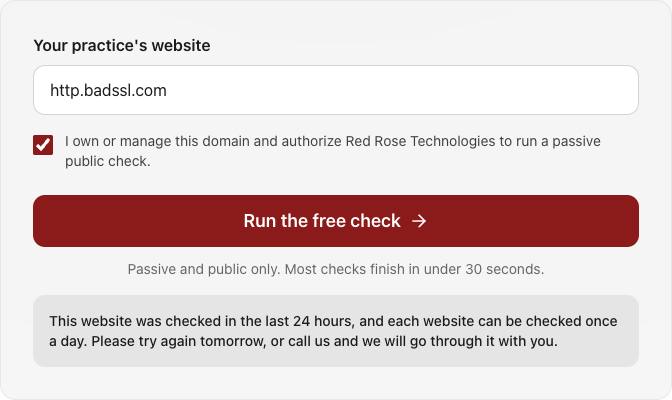 Your practice's website
http.badssl.com
I own or manage this domain and authorize Red Rose Technologies to run a passive
public check.
Run the free check →
Passive and public only. Most checks finish in under 30 seconds.
This website was checked in the last 24 hours, and each website can be checked once
a day. Please try again tomorrow, or call us and we will go through it with you.